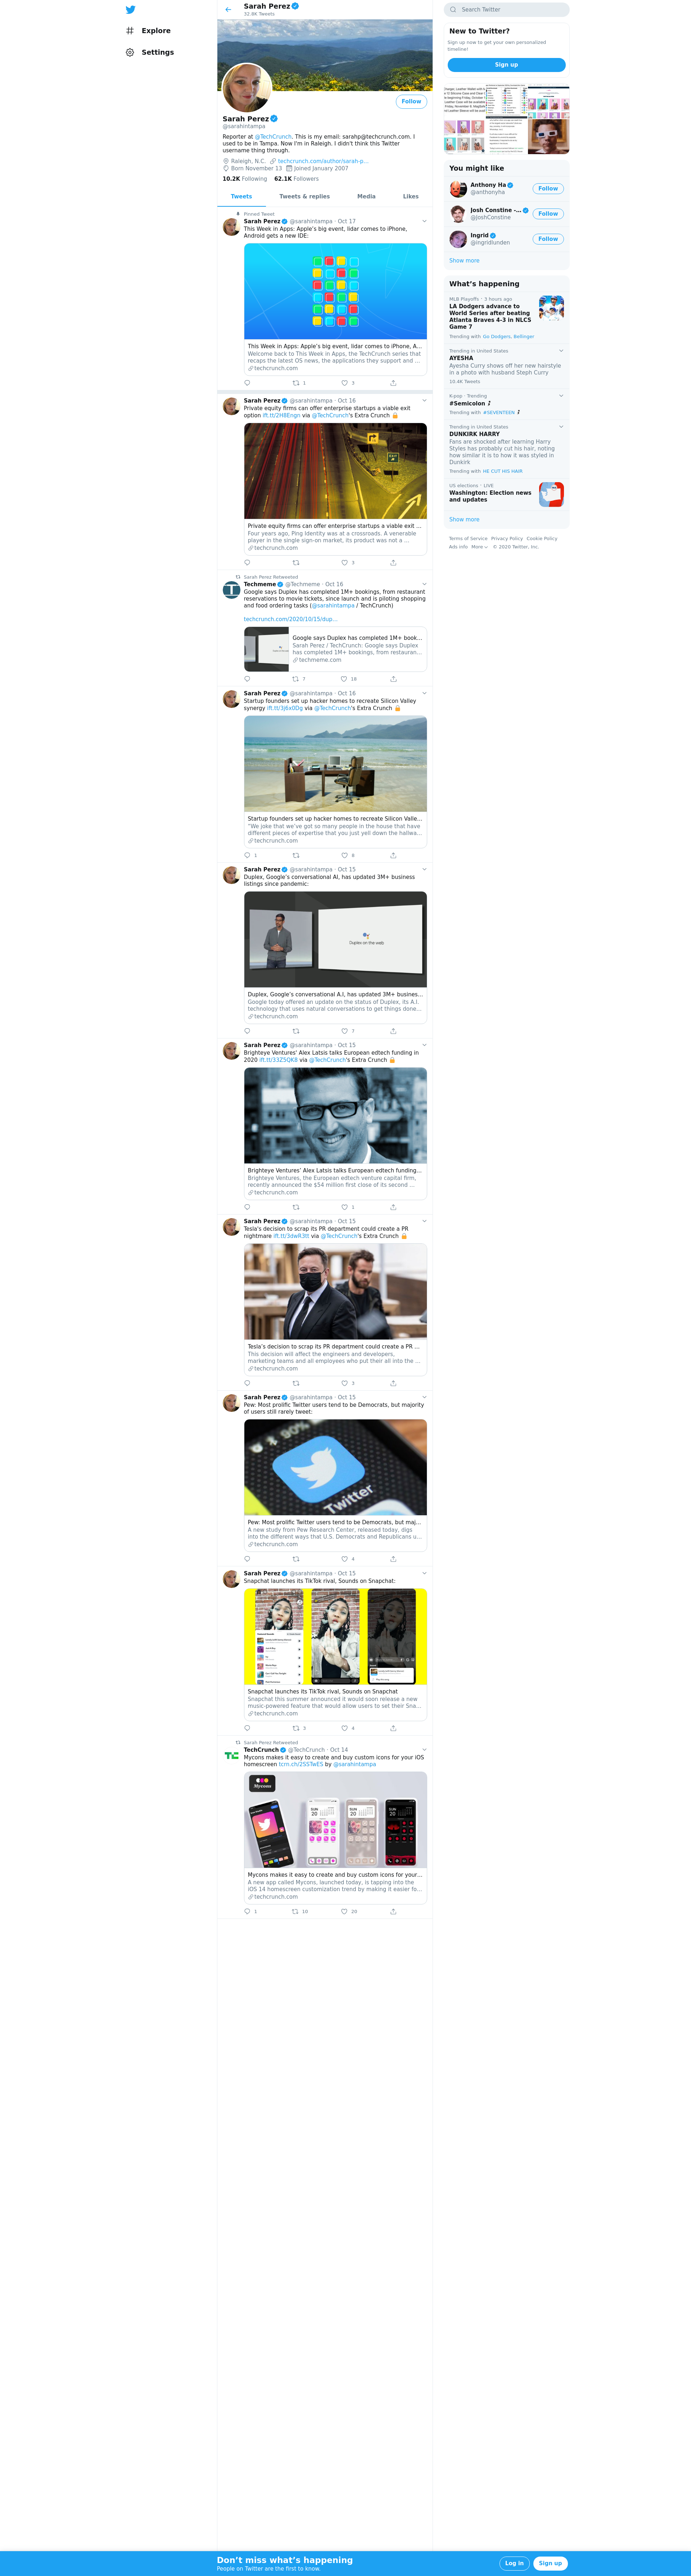 Explore
Settings
Sarah Perez
32.8K Tweets
Follow
Sarah Perez
@sarahintampa
Reporter at @TechCrunch. This is my email: sarahp@techcrunch.com. I
used to be in Tampa. Now I'm in Raleigh. I didn't think this Twitter
username thing through.
Raleigh, N.C. techcrunch.com/author/sarah-p…
Born November 13 Joined January 2007
10.2K Following 62.1K Followers
Tweets Tweets & replies Media Likes
Pinned Tweet
Sarah Perez @sarahintampa · Oct 17
This Week in Apps: Apple's big event, lidar comes to iPhone,
Android gets a new IDE:
This Week in Apps: Apple's big event, lidar comes to iPhone, A...
Welcome back to This Week in Apps, the TechCrunch series that
recaps the latest OS news, the applications they support and ...
techcrunch.com
1 3
Sarah Perez @sarahintampa · Oct 16
Private equity firms can offer enterprise startups a viable exit
option ift.tt/2H8Engn via @TechCrunch's Extra Crunch 🔒
Private equity firms can offer enterprise startups a viable exit ...
Four years ago, Ping Identity was at a crossroads. A venerable
player in the single sign-on market, its product was not a ...
techcrunch.com
3
Sarah Perez Retweeted
Techmeme @Techmeme · Oct 16
Google says Duplex has completed 1M+ bookings, from restaurant
reservations to movie tickets, since launch and is piloting shopping
and food ordering tasks (@sarahintampa / TechCrunch)
techcrunch.com/2020/10/15/dup…
Google says Duplex has completed 1M+ book...
Sarah Perez / TechCrunch: Google says Duplex
has completed 1M+ bookings, from restauran...
techmeme.com
7 16
Sarah Perez @sarahintampa · Oct 16
Startup founders set up hacker homes to recreate Silicon Valley
synergy ift.tt/3J6x0Dg via @TechCrunch's Extra Crunch 🔒
Startup founders set up hacker homes to recreate Silicon Valle...
"We joke that we've got so many people in the house that have
different pieces of expertise that you just yell down the hallwa...
techcrunch.com
1 8
Sarah Perez @sarahintampa · Oct 15
Duplex, Google's conversational AI, has updated 3M+ business
listings since pandemic:
Duplex on the web
Duplex, Google's conversational A.I, has updated 3M+ busines...
Google today offered an update on the status of Duplex, its A.I.
technology that uses natural conversations to get things done...
techcrunch.com
7
Sarah Perez @sarahintampa · Oct 15
Brighteye Ventures' Alex Latsis talks European edtech funding in
2020 ift.tt/33Z5QK8 via @TechCrunch's Extra Crunch 🔒
Brighteye Ventures' Alex Latsis talks European edtech funding...
Brighteye Ventures, the European edtech venture capital firm,
recently announced the $54 million first close of its second ...
techcrunch.com
1
Sarah Perez @sarahintampa · Oct 15
Tesla's decision to scrap its PR department could create a PR
nightmare ift.tt/3dwR3tt via @TechCrunch's Extra Crunch 🔒
Tesla's decision to scrap its PR department could create a PR ...
This decision will affect the engineers and developers,
marketing teams and all employees who put their all into the ...
techcrunch.com
3
Sarah Perez @sarahintampa · Oct 15
Pew: Most prolific Twitter users tend to be Democrats, but majority
of users still rarely tweet:
Twitter
Pew: Most prolific Twitter users tend to be Democrats, but maj...
A new study from Pew Research Center, released today, digs
into the different ways that U.S. Democrats and Republicans u...
techcrunch.com
4
Sarah Perez @sarahintampa · Oct 15
Snapchat launches its TikTok rival, Sounds on Snapchat:
Snapchat launches its TikTok rival, Sounds on Snapchat
Snapchat this summer announced it would soon release a new
music-powered feature that would allow users to set their Sna...
techcrunch.com
3 4
Sarah Perez Retweeted
TechCrunch @TechCrunch · Oct 14
Mycons makes it easy to create and buy custom icons for your iOS
homescreen tcrn.ch/2SSTwES by @sarahintampa
Mycons
SUN
20
SUN
20
SUN
20
Mycons makes it easy to create and buy custom icons for your...
A new app called Mycons, launched today, is tapping into the
iOS 14 homescreen customization trend by making it easier fo...
techcrunch.com
1 10 20
Search Twitter
New to Twitter?
Sign up now to get your own personalized
timeline!
Sign up
You might like
Anthony Ha
@anthonyha
Follow
Josh Constine -...
@JoshConstine
Follow
Ingrid
@ingridlunden
Follow
Show more
What's happening
MLB Playoffs · 3 hours ago
LA Dodgers advance to
World Series after beating
Atlanta Braves 4-3 in NLCS
Game 7
Trending with Go Dodgers, Bellinger
Trending in United States
AYESHA
Ayesha Curry shows off her new hairstyle
in a photo with husband Steph Curry
10.4K Tweets
K-pop · Trending
#Semicolon
Trending with #SEVENTEEN
Trending in United States
DUNKIRK HARRY
Fans are shocked after learning Harry
Styles has probably cut his hair, noting
how similar it is to how it was styled in
Dunkirk
Trending with HE CUT HIS HAIR
US elections · LIVE
Washington: Election news
and updates
Show more
Terms of Service Privacy Policy Cookie Policy
Ads info More © 2020 Twitter, Inc.
Don't miss what's happening
People on Twitter are the first to know.
Log in Sign up